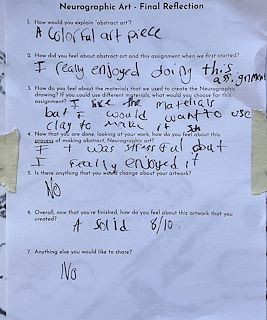 Neurographic Art - Final Reflection
1. How would you explain "abstract art"?
A colorful art piece
2. How did you feel about abstract art and this assignment when we first started?
I really enjoyed doing this
assignment
3. How do you feel about the materials that we used to create the Neurographic
drawing? If you could use different materials, what would you choose for this
assignment? I like the materials
but I would want to use
clay to make it
4. Now that you are done, looking at your work, how do you feel about this
process of making abstract, Neurographic art?
I it was stressful but
I really enjoyed it
5. Is there anything that you would change about your artwork?
No
6. Overall, now that you're finished, how do you feel about this artwork that you
created?
A solid 8/10.
7. Anything else you would like to share?
No